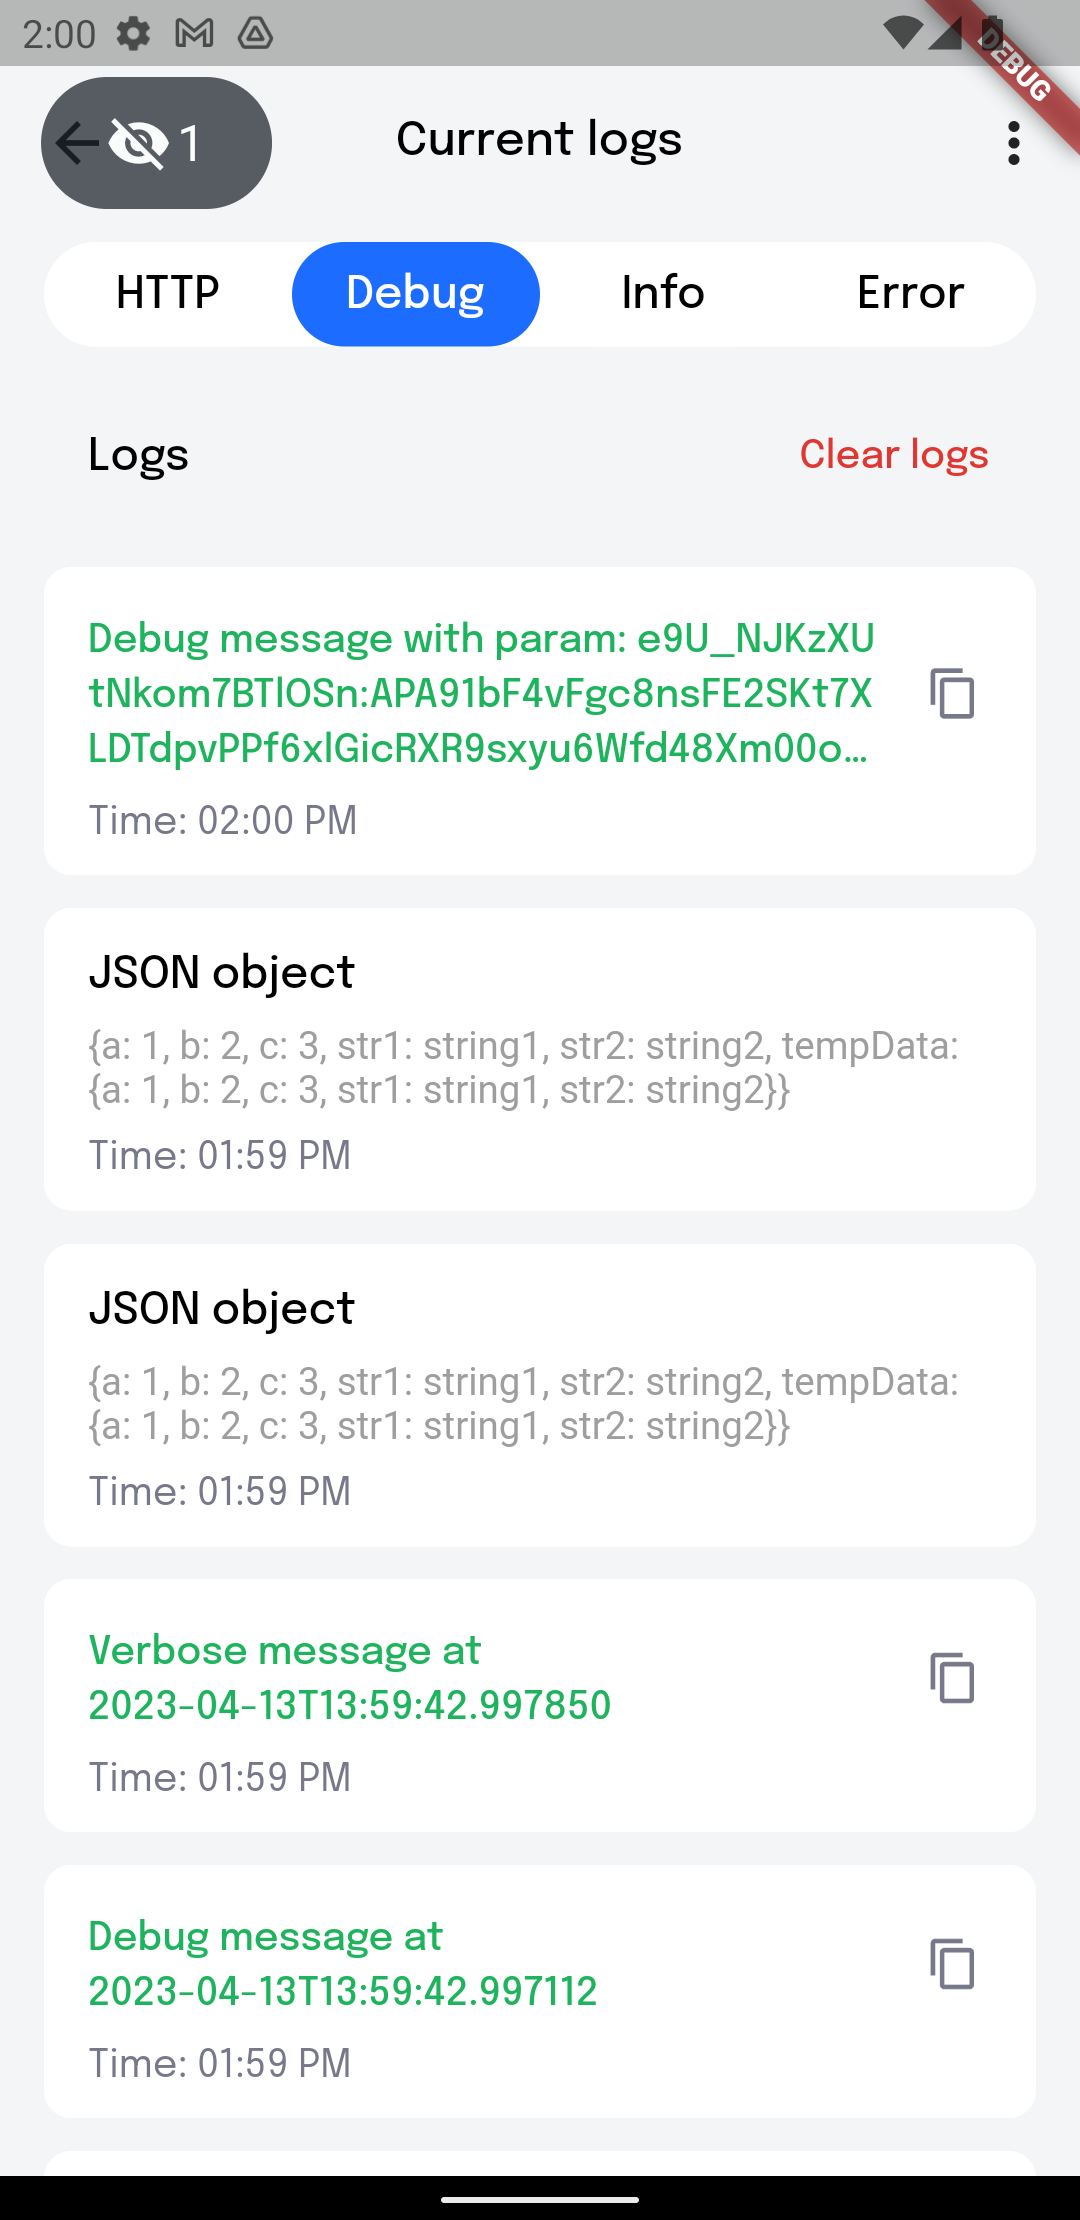 2:00
DEBUG
1
Current logs
HTTP
Debug
Info
Error
Logs
Clear logs
Debug message with param: e9U_NJKzXU
tNkom7BTlOSn:APA91bF4vFgc8nsFE2SKt7X
LDTdpvPPf6xlGicRXR9sxyu6Wfd48Xm00o...
Time: 02:00 PM
JSON object
{a: 1, b: 2, c: 3, str1: string1, str2: string2, tempData:
{a: 1, b: 2, c: 3, str1: string1, str2: string2}}
Time: 01:59 PM
JSON object
{a: 1, b: 2, c: 3, str1: string1, str2: string2, tempData:
{a: 1, b: 2, c: 3, str1: string1, str2: string2}}
Time: 01:59 PM
Verbose message at
2023-04-13T13:59:42.997850
Time: 01:59 PM
Debug message at
2023-04-13T13:59:42.997112
Time: 01:59 PM